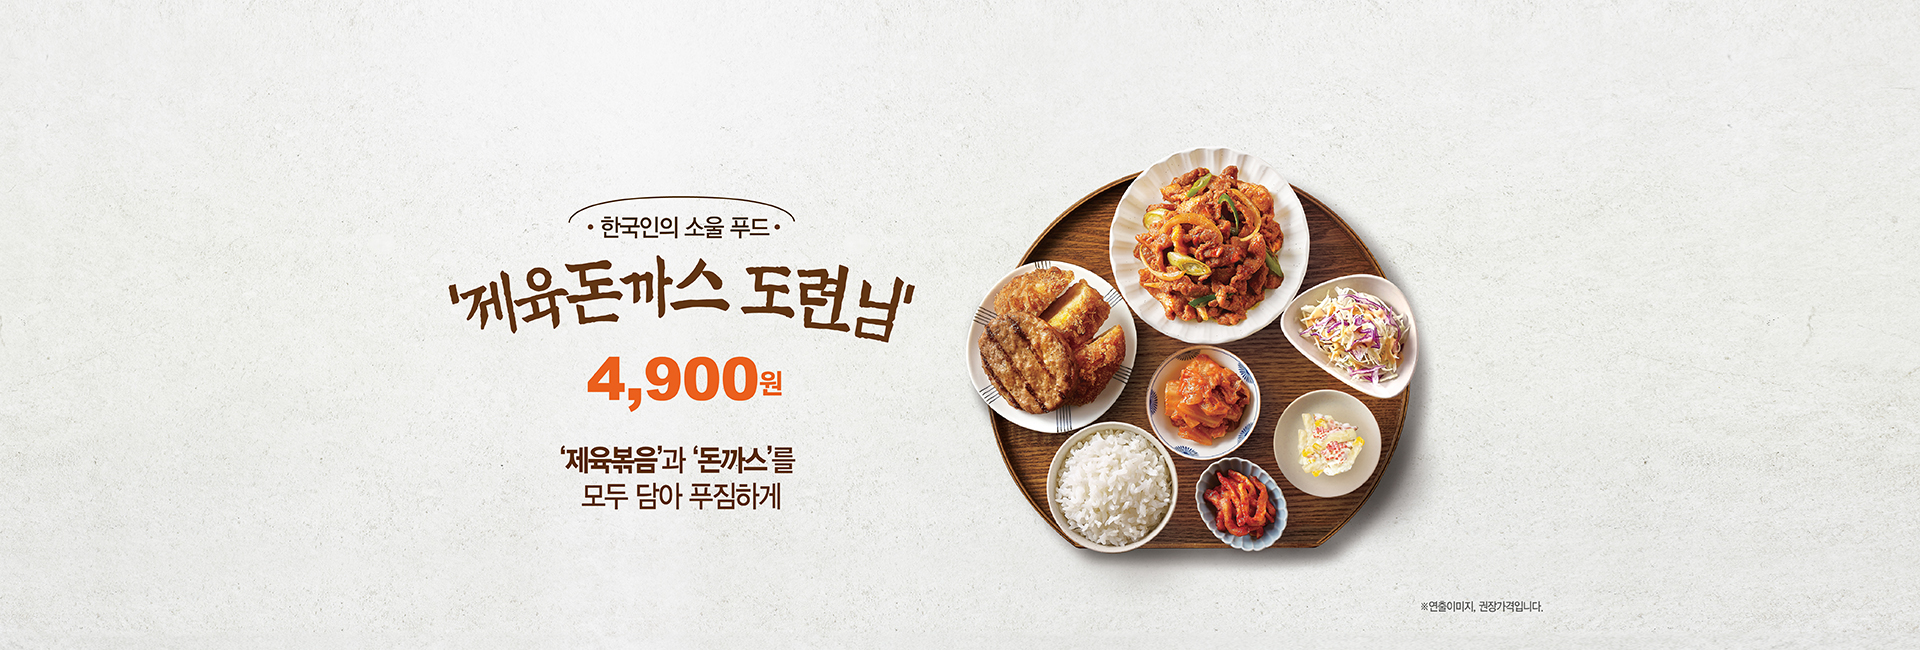 • 한국인의 소울 푸드 •
'제육돈까스 도련님'
4,900원
‘제육볶음’과 ‘돈까스’를
모두 담아 푸짐하게
※연출이미지, 권장가격입니다.